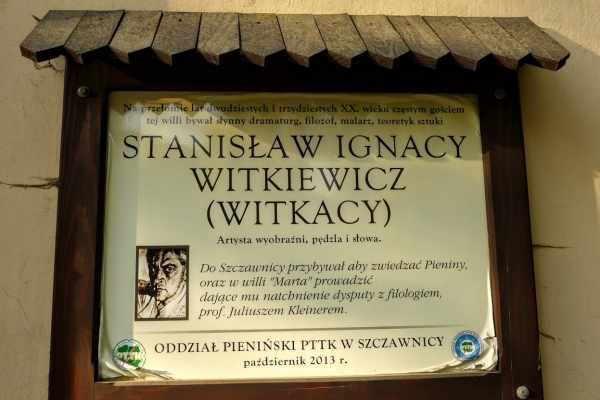 Na przełomie lat dwudziestych i trzydziestych XX. wieku częstym gościem
tej willi bywał słynny dramaturg, filozof, malarz, teoretyk sztuki
STANISŁAW IGNACY
WITKIEWICZ
(WITKACY)
Artysta wyobraźni, pędzla i słowa.
Do Szczawnicy przybywał aby zwiedzać Pieniny,
oraz w willi "Marta" prowadzić
dające mu natchnienie dysputy z filologiem,
prof. Juliuszem Kleinerem.
ODDZIAŁ PIENIŃSKI PTTK W SZCZAWNICY
październik 2013 r.